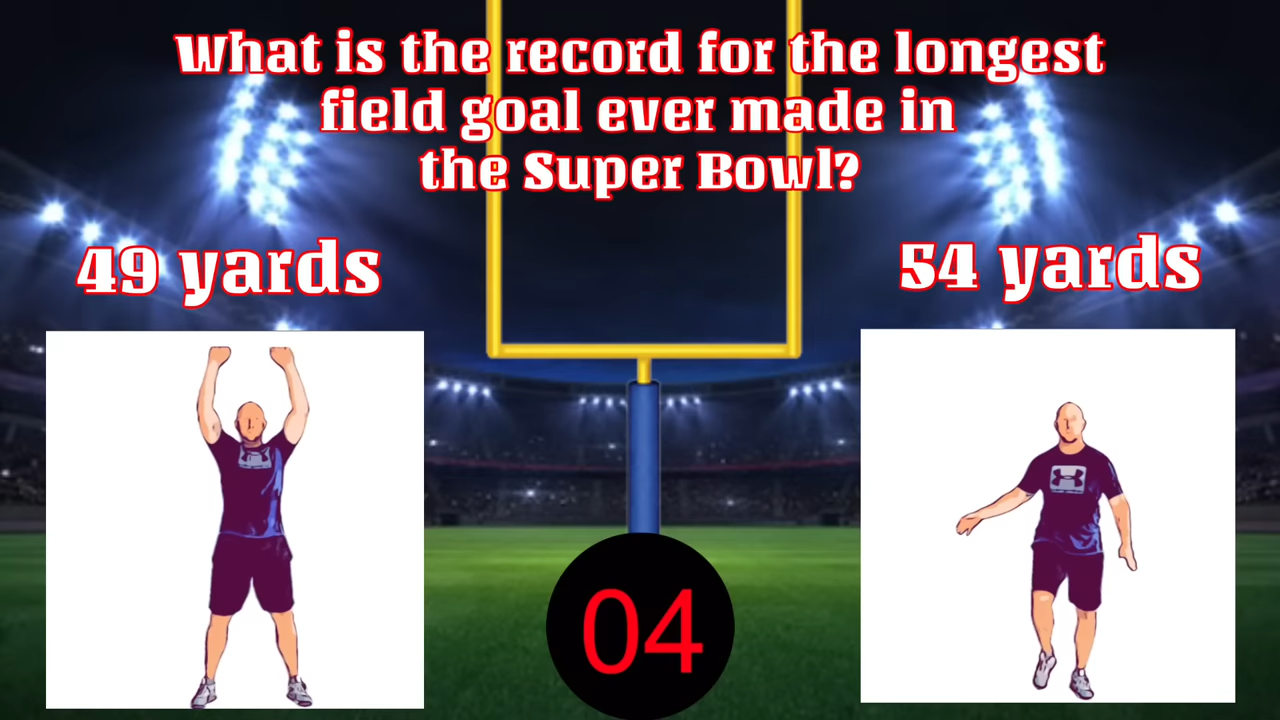 What is the record for the longest
field goal ever made in
the Super Bowl?
49 yards
54 yards
04